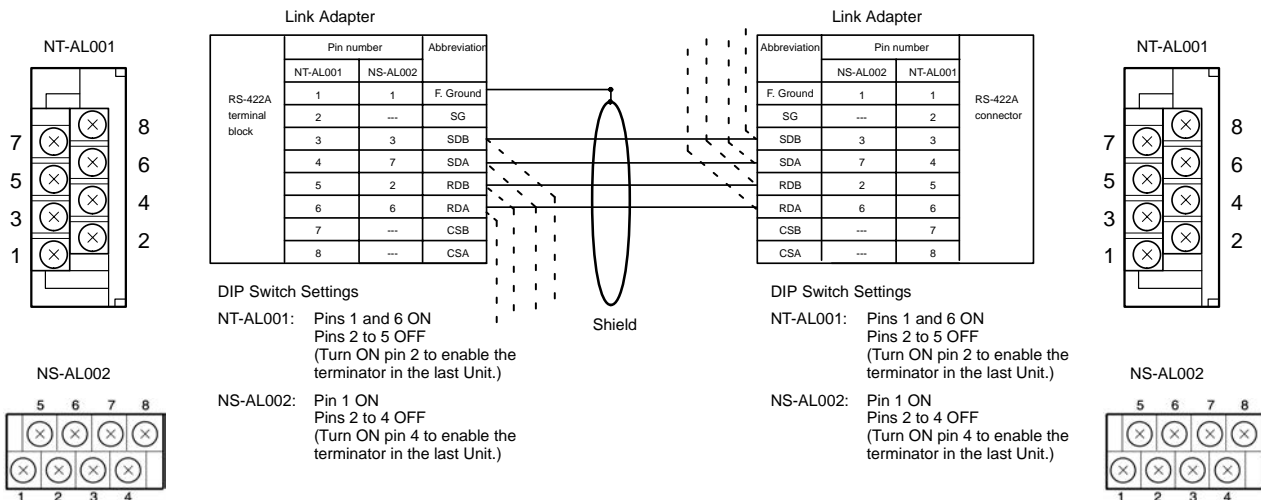 Link Adapter
Link Adapter
NT-AL001
NT-AL001
Pin number Abbreviation
NT-AL001 NS-AL002
RS-422A terminal block
1 1 F. Ground
2 --- SG
3 3 SDB
4 7 SDA
5 2 RDB
6 6 RDA
7 --- CSB
8 --- CSA
Abbreviation Pin number
NS-AL002 NT-AL001
F. Ground 1 1
SG --- 2
SDB 3 3
SDA 7 4
RDB 2 5
RDA 6 6
CSB --- 7
CSA --- 8
RS-422A connector
8
7
6
5
4
3
2
1
8
7
6
5
4
3
2
1
Shield
DIP Switch Settings
NT-AL001: Pins 1 and 6 ON
Pins 2 to 5 OFF
(Turn ON pin 2 to enable the
terminator in the last Unit.)
NS-AL002: Pin 1 ON
Pins 2 to 4 OFF
(Turn ON pin 4 to enable the
terminator in the last Unit.)
DIP Switch Settings
NT-AL001: Pins 1 and 6 ON
Pins 2 to 5 OFF
(Turn ON pin 2 to enable the
terminator in the last Unit.)
NS-AL002: Pin 1 ON
Pins 2 to 4 OFF
(Turn ON pin 4 to enable the
terminator in the last Unit.)
NS-AL002
5 6 7 8
1 2 3 4
NS-AL002
5 6 7 8
1 2 3 4